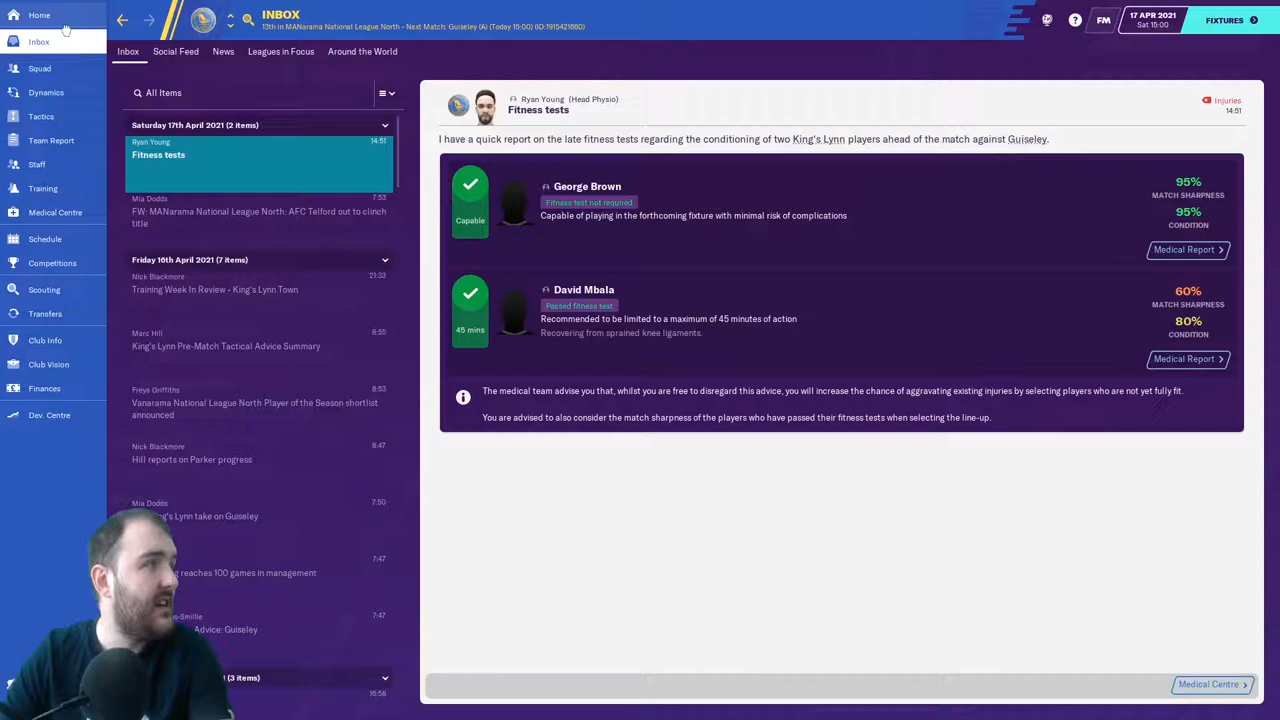 Home
Inbox
Squad
Dynamics
Tactics
Team Report
Staff
Training
Medical Centre
Schedule
Competitions
Scouting
Transfers
Club Info
Club Vision
Finances
Dev. Centre
INBOX
13th in MANarama National League North - Next Match: Guiseley (A) (Today 15:00) (ID:1915421660)
FM
17 APR 2021
Sat 15:00
FIXTURES
Inbox Social Feed News Leagues in Focus Around the World
All Items
Saturday 17th April 2021 (2 items)
Ryan Young 14:51
Fitness tests
Mia Dodds 7:53
FW: MANarama National League North: AFC Telford out to clinch
title
Friday 16th April 2021 (7 items)
Nick Blackmore 21:33
Training Week In Review - King's Lynn Town
Marc Hill 8:55
King's Lynn Pre-Match Tactical Advice Summary
Freya Griffiths 8:53
Vanarama National League North Player of the Season shortlist
announced
Nick Blackmore 8:47
Hill reports on Parker progress
Mia Dodds 7:50
g's Lynn take on Guiseley
7:47
reaches 100 games in management
s-Smillie 7:47
Advice: Guiseley
(3 items)
16:58
Ryan Young (Head Physio)
Fitness tests
Injuries
14:51
I have a quick report on the late fitness tests regarding the conditioning of two King's Lynn players ahead of the match against Guiseley.
Capable
George Brown
Fitness test not required
Capable of playing in the forthcoming fixture with minimal risk of complications
95%
MATCH SHARPNESS
95%
CONDITION
Medical Report
45 mins
David Mbala
Passed fitness test
Recommended to be limited to a maximum of 45 minutes of action
Recovering from sprained knee ligaments.
60%
MATCH SHARPNESS
80%
CONDITION
Medical Report
The medical team advise you that, whilst you are free to disregard this advice, you will increase the chance of aggravating existing injuries by selecting players who are not yet fully fit.
You are advised to also consider the match sharpness of the players who have passed their fitness tests when selecting the line-up.
Medical Centre